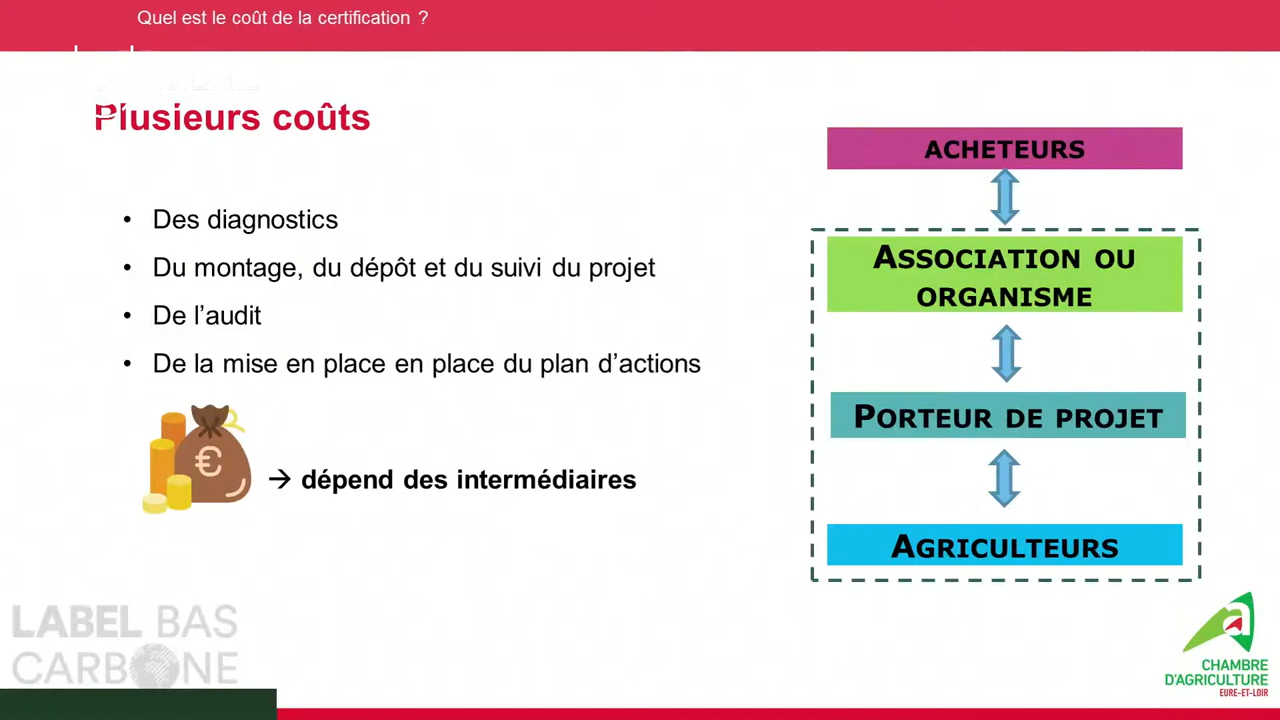 Quel est le coût de la certification ?
Plusieurs coûts
• Des diagnostics
• Du montage, du dépôt et du suivi du projet
• De l’audit
• De la mise en place en place du plan d’actions
€
→ dépend des intermédiaires
ACHETEURS
ASSOCIATION OU
ORGANISME
PORTEUR DE PROJET
AGRICULTEURS
LABEL BAS
CARBONE
a
CHAMBRE
D'AGRICULTURE
EURE-ET-LOIR